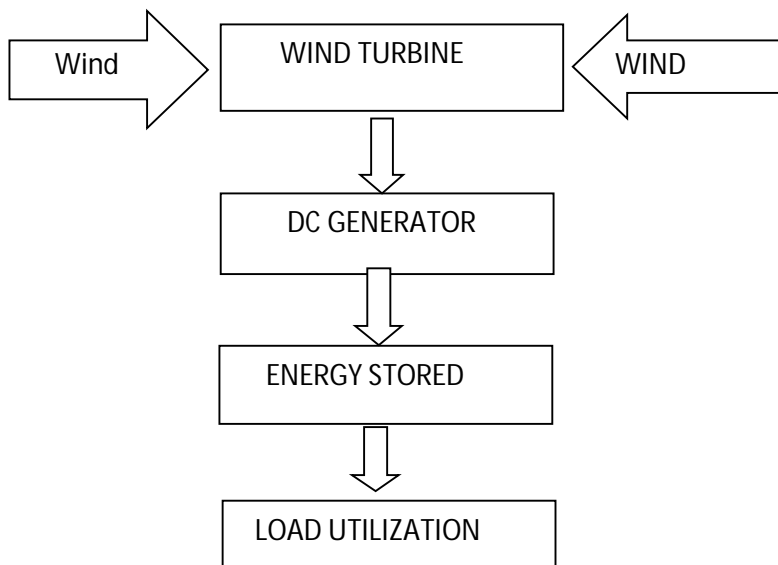 Wind
WIND TURBINE
WIND
DC GENERATOR
ENERGY STORED
LOAD UTILIZATION